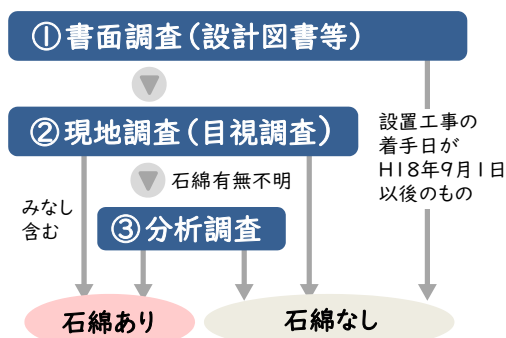 ①書面調査（設計図書等）
②現地調査（目視調査）
設置工事の
着手日が
H18年9月1日
以後のもの
石綿有無不明
みなし
含む
③分析調査
石綿あり
石綿なし